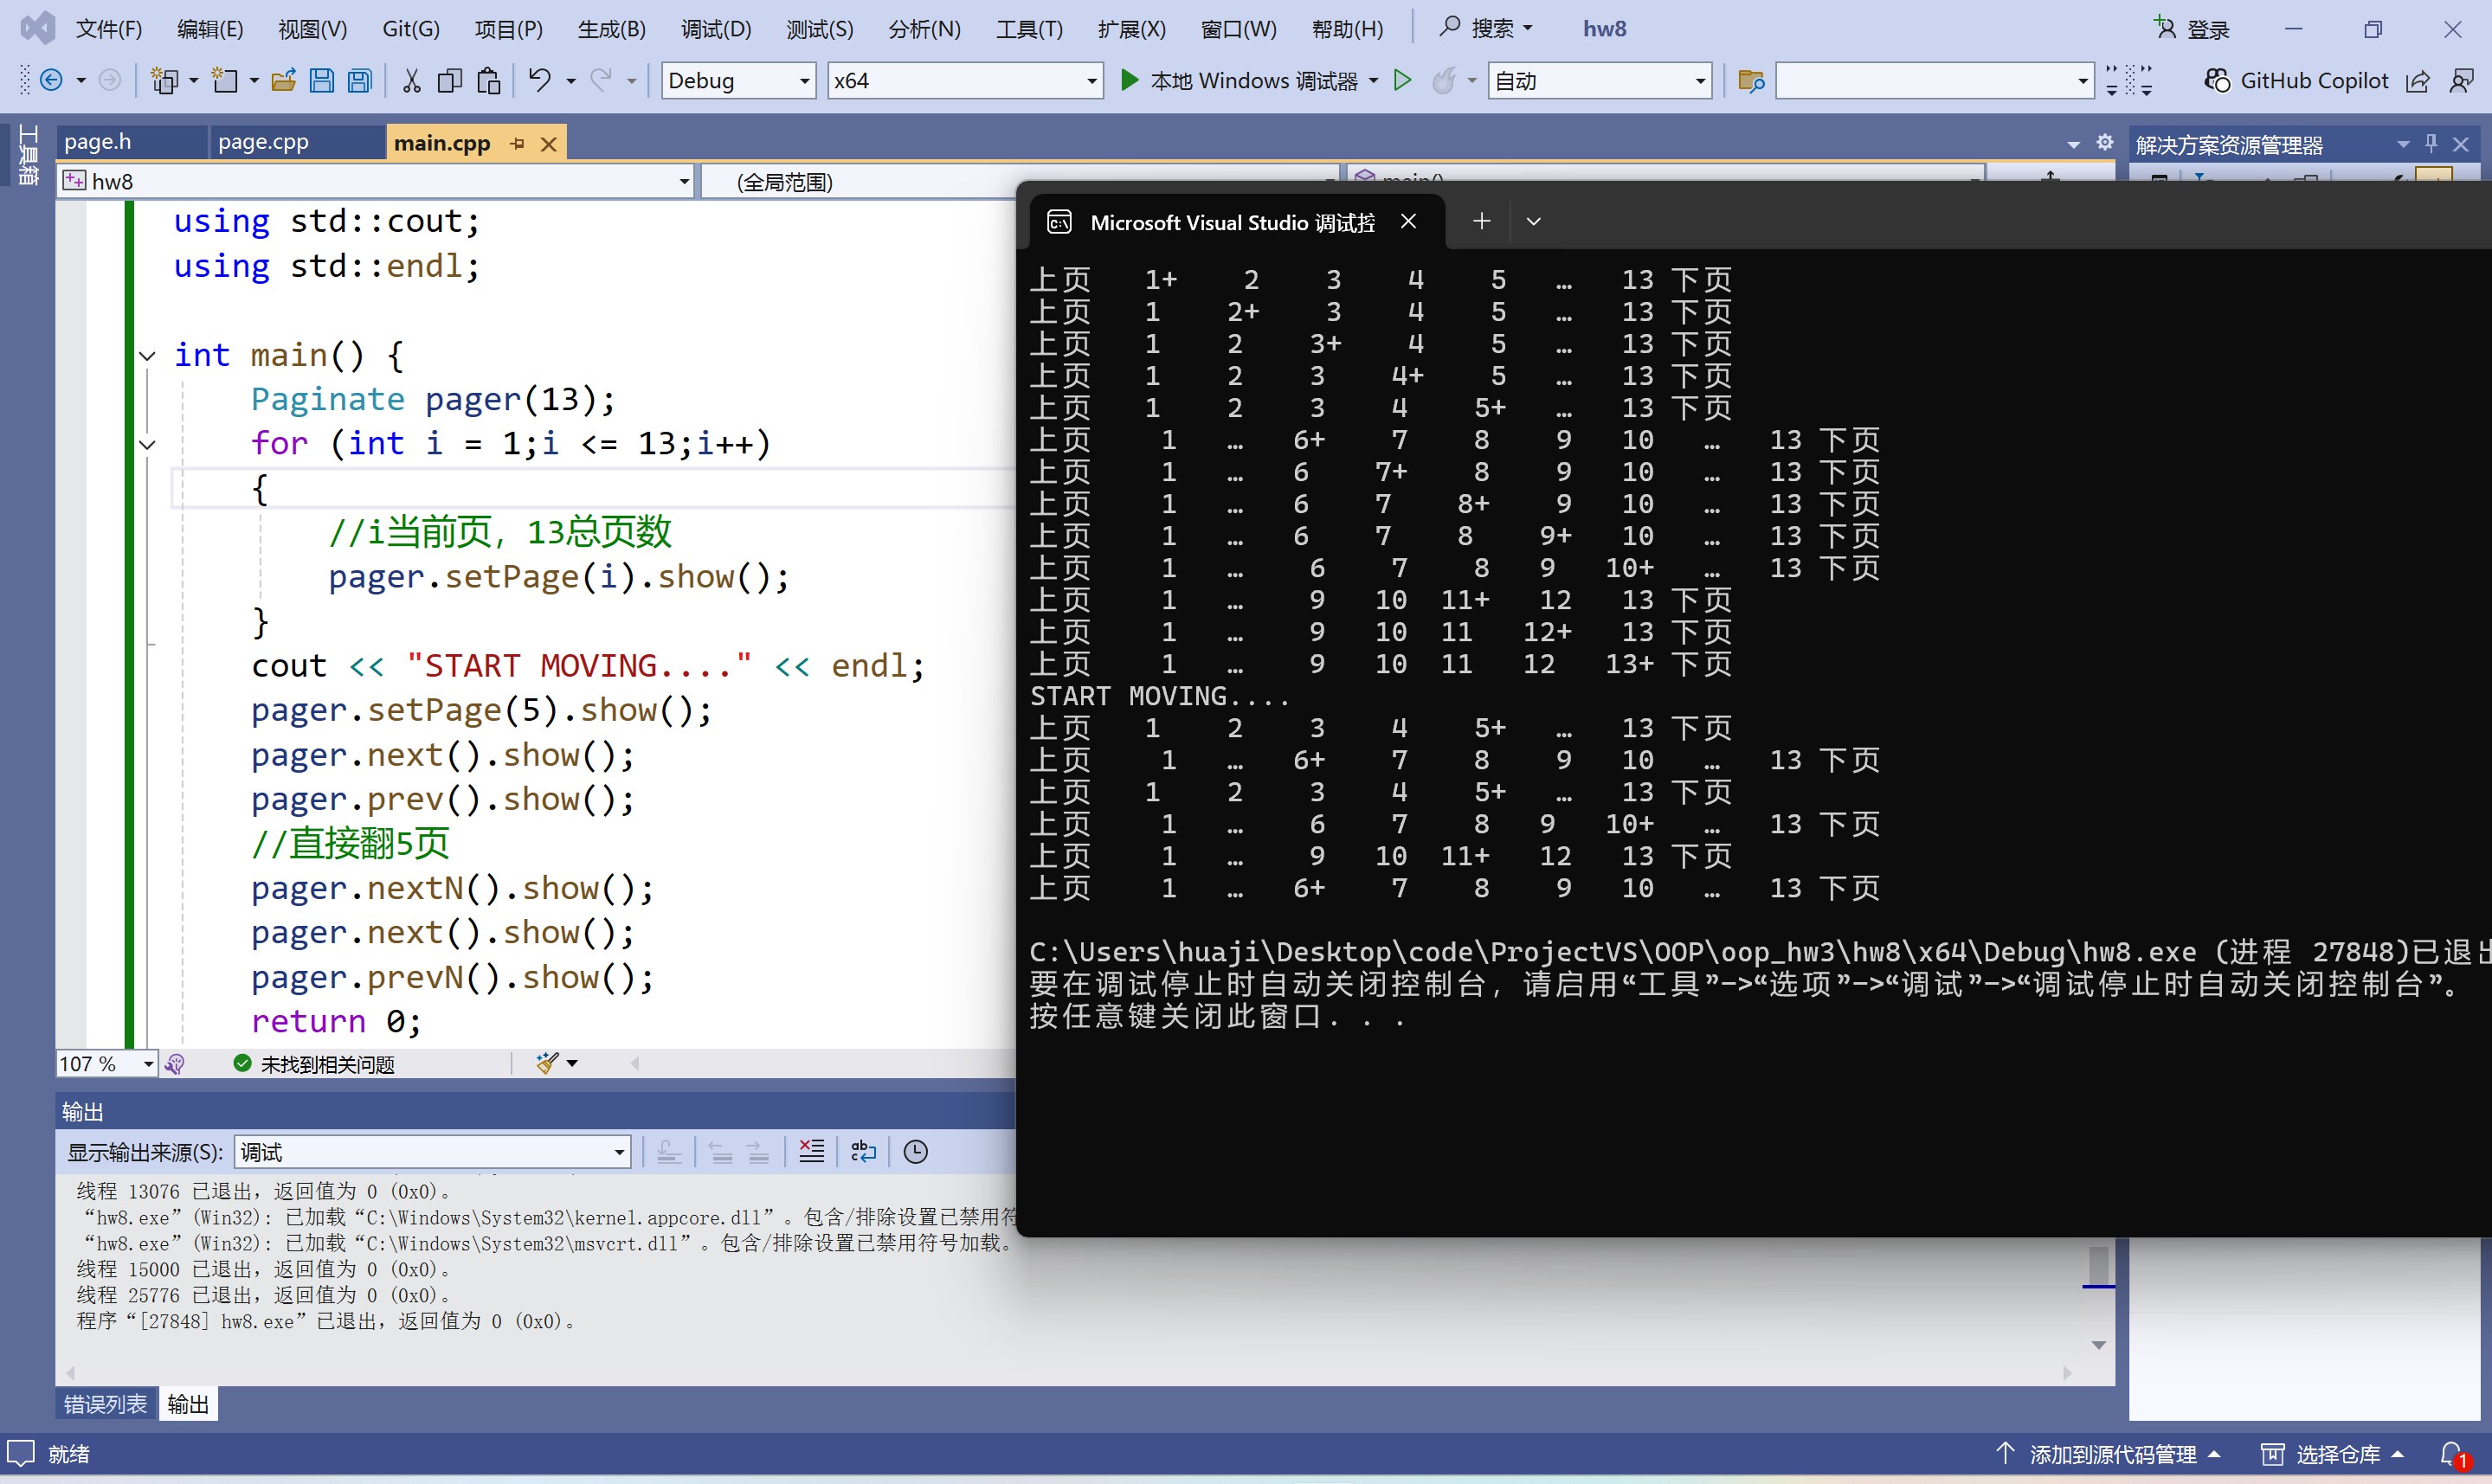 文件(F) 编辑(E) 视图(V) Git(G) 项目(P) 生成(B) 调试(D) 测试(S) 分析(N) 工具(T) 扩展(X) 窗口(W) 帮助(H) 搜索 hw8 登录
Debug x64 本地 Windows 调试器 自动 GitHub Copilot
工具箱
page.h page.cpp main.cpp
解决方案资源管理器
hw8 (全局范围) main()
using std::cout;
using std::endl;
int main() {
Paginate pager(13);
for (int i = 1;i <= 13;i++)
{
//i当前页，13总页数
pager.setPage(i).show();
}
cout << "START MOVING...." << endl;
pager.setPage(5).show();
pager.next().show();
pager.prev().show();
//直接翻5页
pager.nextN().show();
pager.next().show();
pager.prevN().show();
return 0;
107 % 未找到相关问题
Microsoft Visual Studio 调试控
上页 1+ 2 3 4 5 … 13 下页
上页 1 2+ 3 4 5 … 13 下页
上页 1 2 3+ 4 5 … 13 下页
上页 1 2 3 4+ 5 … 13 下页
上页 1 2 3 4 5+ … 13 下页
上页 1 … 6+ 7 8 9 10 … 13 下页
上页 1 … 6 7+ 8 9 10 … 13 下页
上页 1 … 6 7 8+ 9 10 … 13 下页
上页 1 … 6 7 8 9+ 10 … 13 下页
上页 1 … 6 7 8 9 10+ … 13 下页
上页 1 … 9 10 11+ 12 13 下页
上页 1 … 9 10 11 12+ 13 下页
上页 1 … 9 10 11 12 13+ 下页
START MOVING....
上页 1 2 3 4 5+ … 13 下页
上页 1 … 6+ 7 8 9 10 … 13 下页
上页 1 2 3 4 5+ … 13 下页
上页 1 … 6 7 8 9 10+ … 13 下页
上页 1 … 9 10 11+ 12 13 下页
上页 1 … 6+ 7 8 9 10 … 13 下页
C:\Users\huaji\Desktop\code\ProjectVS\OOP\oop_hw3\hw8\x64\Debug\hw8.exe (进程 27848)已退出
要在调试停止时自动关闭控制台，请启用“工具”->“选项”->“调试”->“调试停止时自动关闭控制台”。
按任意键关闭此窗口. . .
输出
显示输出来源(S): 调试
线程 13076 已退出，返回值为 0 (0x0)。
“hw8.exe”(Win32): 已加载“C:\Windows\System32\kernel.appcore.dll”。包含/排除设置已禁用符
“hw8.exe”(Win32): 已加载“C:\Windows\System32\msvcrt.dll”。包含/排除设置已禁用符号加载。
线程 15000 已退出，返回值为 0 (0x0)。
线程 25776 已退出，返回值为 0 (0x0)。
程序“[27848] hw8.exe”已退出，返回值为 0 (0x0)。
错误列表 输出
就绪 添加到源代码管理 选择仓库 1